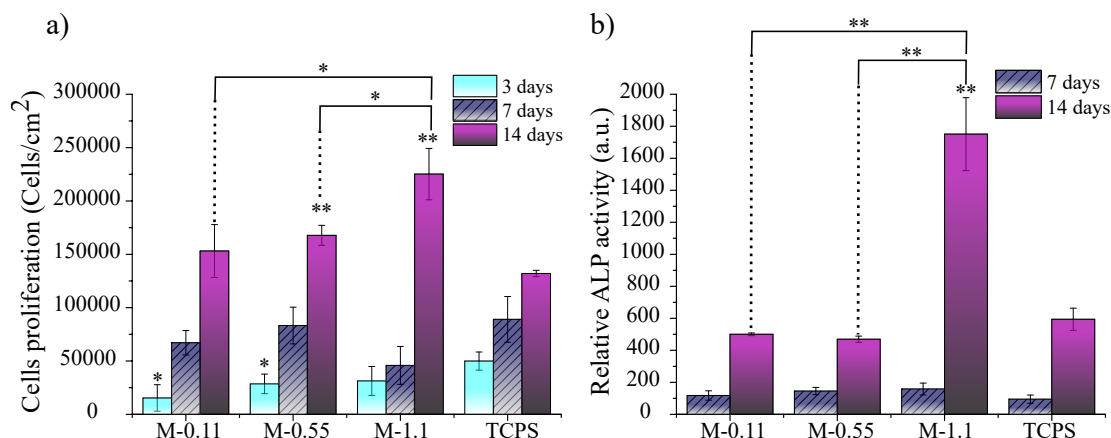 a)
Cells proliferation (Cells/cm²)
300000
250000
200000
150000
100000
50000
0
*
*
3 days
7 days
14 days
*
*
**
**
M-0.11
M-0.55
M-1.1
TCPS
b)
Relative ALP activity (a.u.)
2000
1800
1600
1400
1200
1000
800
600
400
200
0
**
**
**
7 days
14 days
M-0.11
M-0.55
M-1.1
TCPS